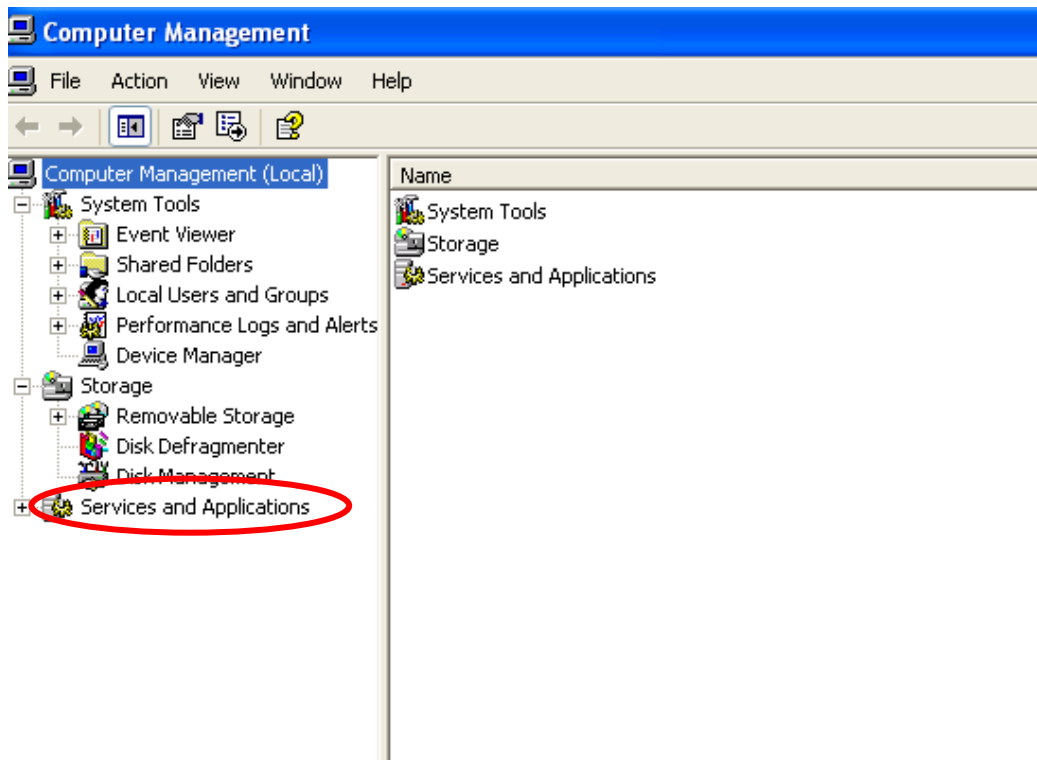 Computer Management
File Action View Window Help
Computer Management (Local)
System Tools
Event Viewer
Shared Folders
Local Users and Groups
Performance Logs and Alerts
Device Manager
Storage
Removable Storage
Disk Defragmenter
Disk Management
Services and Applications
Name
System Tools
Storage
Services and Applications